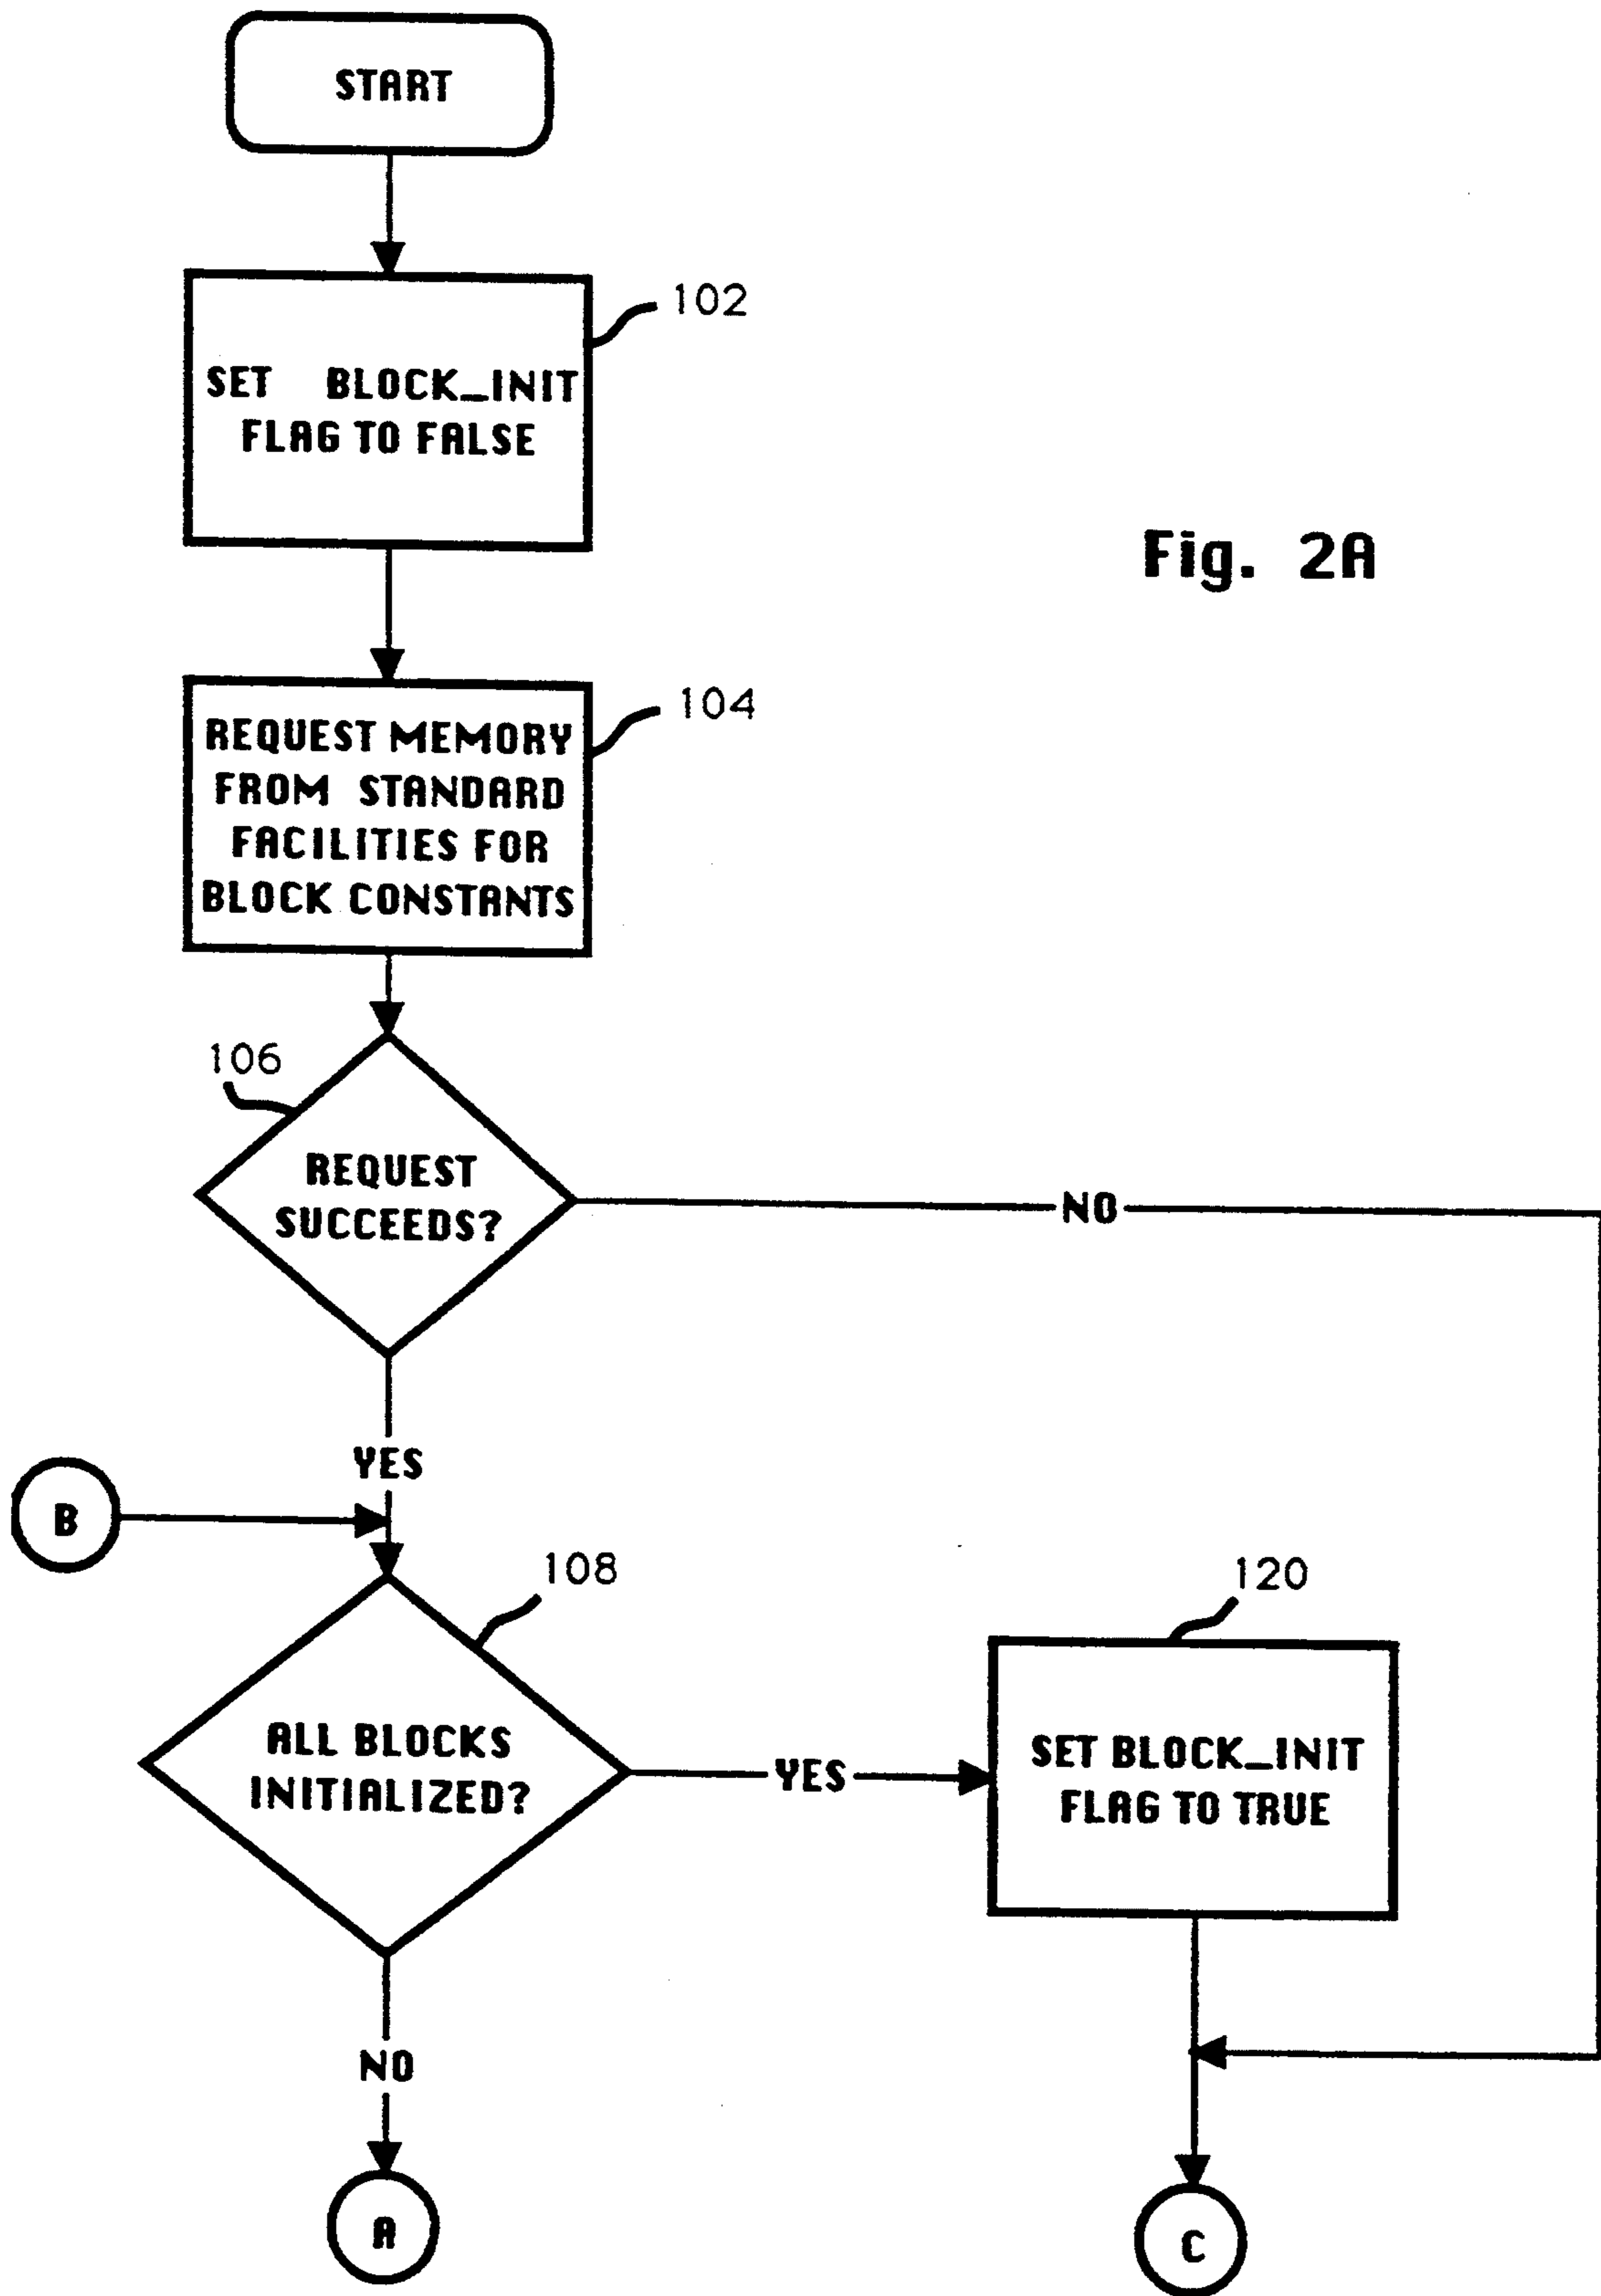 START
102
SET BLOCK_INIT
FLAG TO FALSE
Fig. 2A
104
REQUEST MEMORY
FROM STANDARD
FACILITIES FOR
BLOCK CONSTANTS
106
REQUEST
SUCCEEDS?
NO
YES
B
108
ALL BLOCKS
INITIALIZED?
YES
120
SET BLOCK_INIT
FLAG TO TRUE
NO
A
C